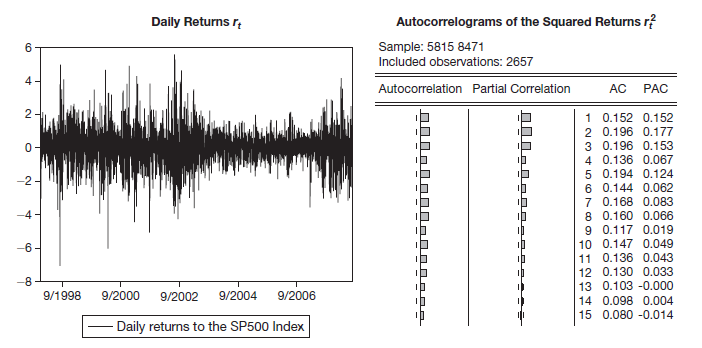 Daily Returns rₜ
6
4
2
0
−2
−4
−6
−8
9/1998 9/2000 9/2002 9/2004 9/2006
Daily returns to the SP500 Index
Autocorrelograms of the Squared Returns rₜ²
Sample: 5815 8471
Included observations: 2657
Autocorrelation Partial Correlation AC PAC
1 0.152 0.152
2 0.196 0.177
3 0.196 0.153
4 0.136 0.067
5 0.194 0.124
6 0.144 0.062
7 0.168 0.083
8 0.160 0.066
9 0.117 0.019
10 0.147 0.049
11 0.136 0.043
12 0.130 0.033
13 0.103 -0.000
14 0.098 0.004
15 0.080 -0.014